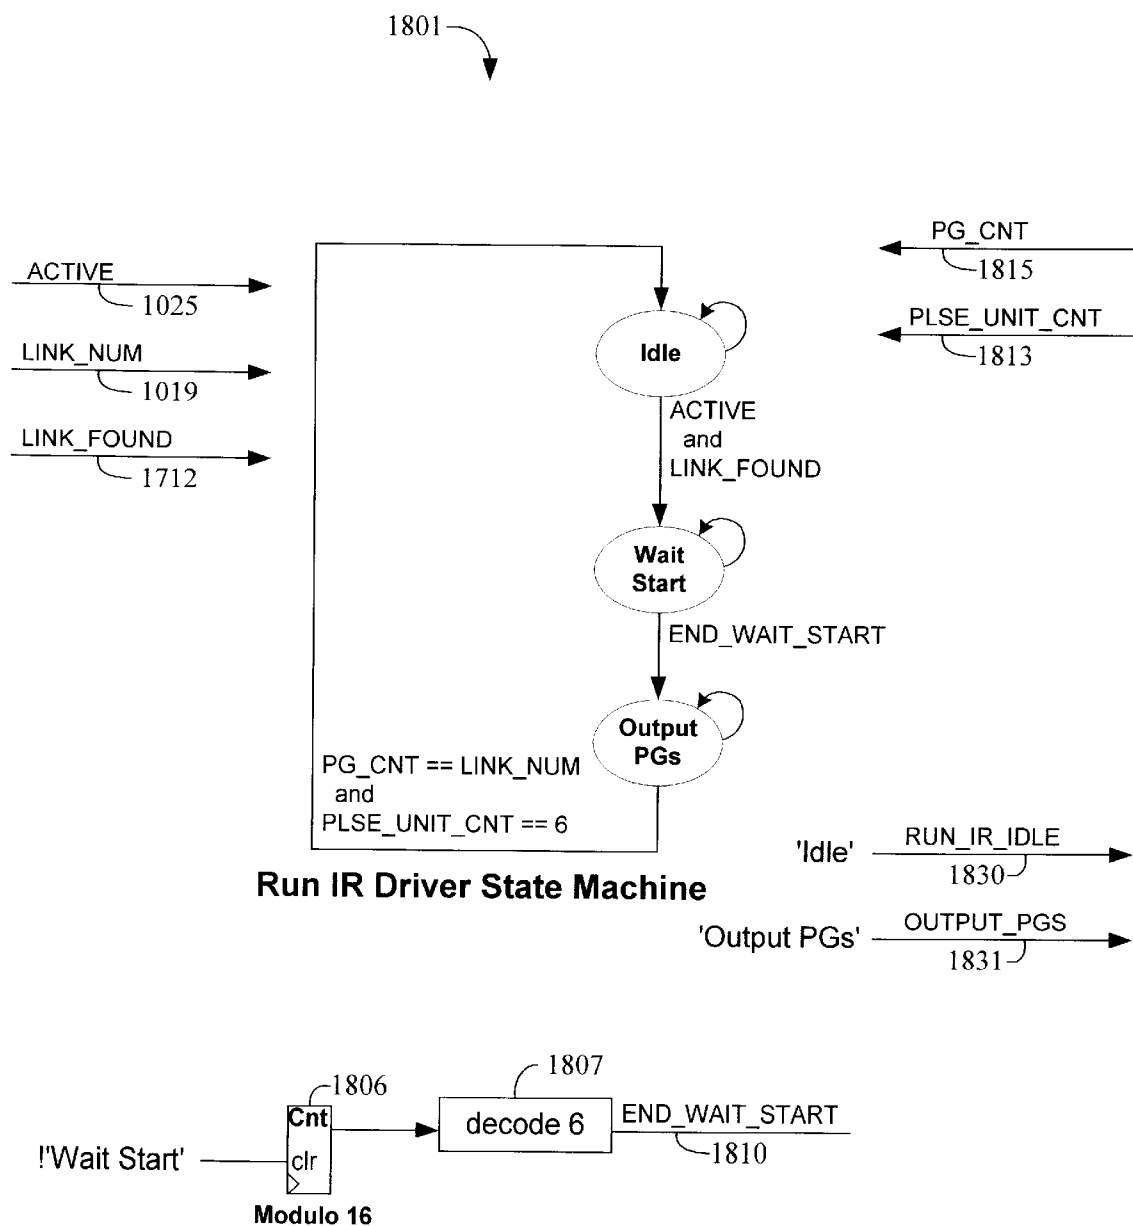 1801
PG_CNT
1815
ACTIVE
1025
PLSE_UNIT_CNT
1813
LINK_NUM
1019
Idle
LINK_FOUND
1712
ACTIVE
and
LINK_FOUND
Wait
Start
END_WAIT_START
Output
PGs
PG_CNT == LINK_NUM
and
PLSE_UNIT_CNT == 6
'Idle'
RUN_IR_IDLE
1830
Run IR Driver State Machine
'Output PGs'
OUTPUT_PGS
1831
1806
1807
Cnt
decode 6
END_WAIT_START
1810
!'Wait Start'
clr
Modulo 16